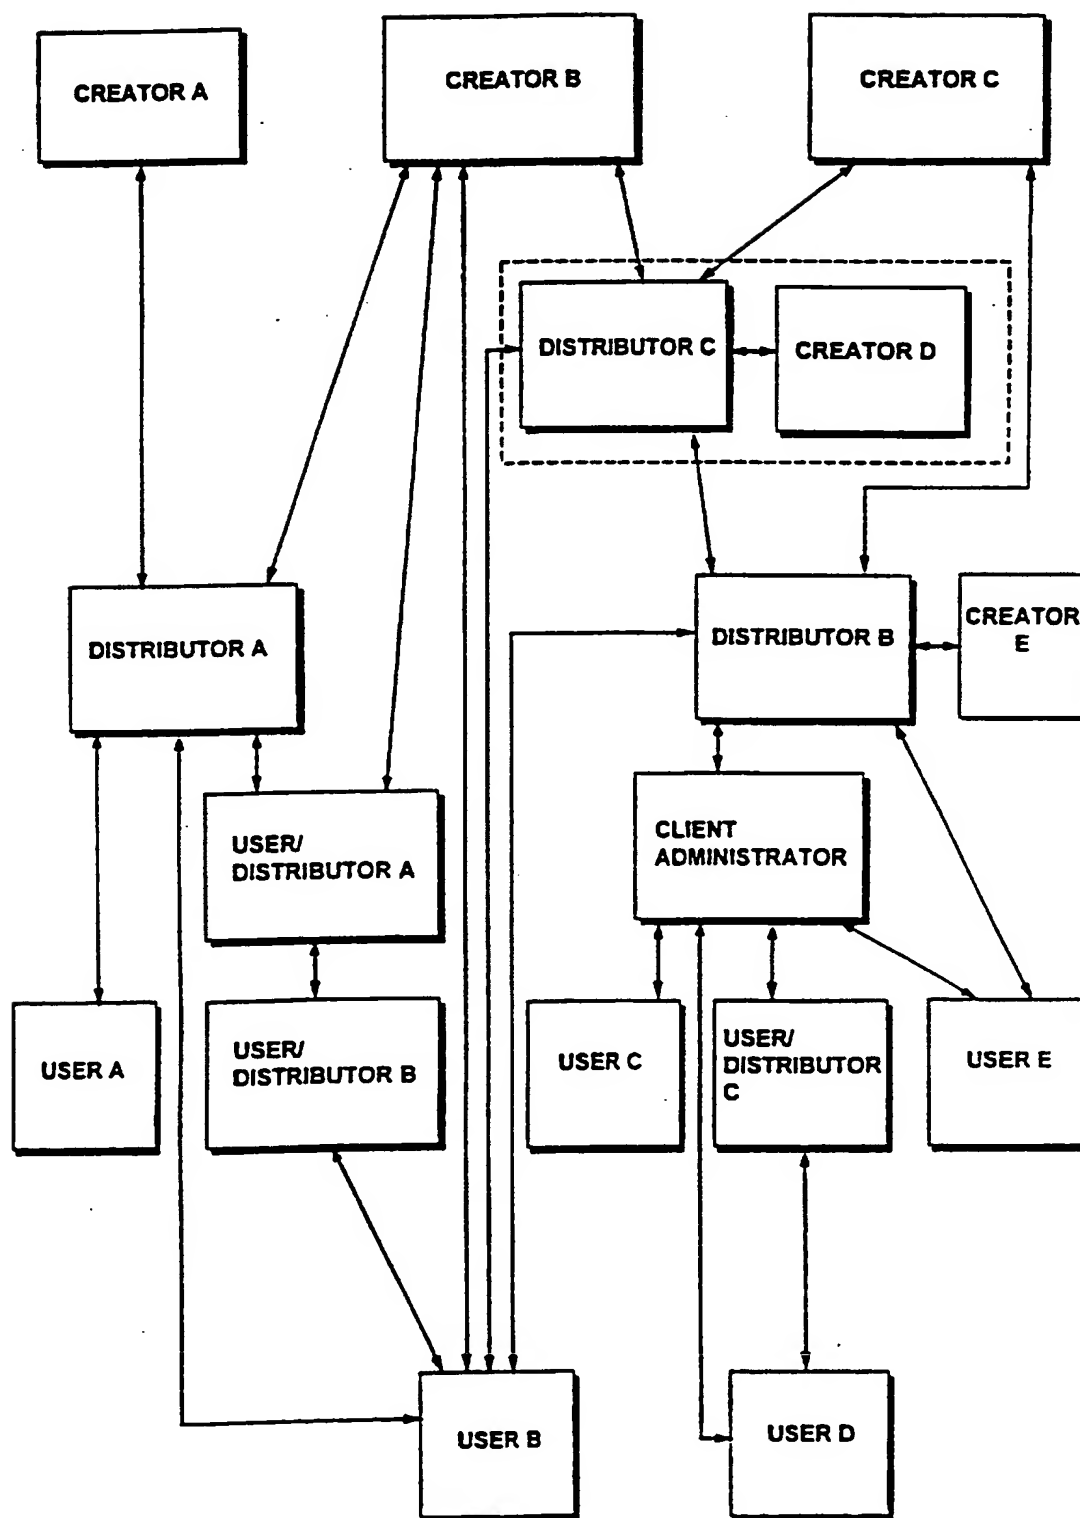 CREATOR A
CREATOR B
CREATOR C
DISTRIBUTOR C
CREATOR D
DISTRIBUTOR A
DISTRIBUTOR B
CREATOR
E
USER/
DISTRIBUTOR A
CLIENT
ADMINISTRATOR
USER A
USER/
DISTRIBUTOR B
USER C
USER/
DISTRIBUTOR
C
USER E
USER B
USER D